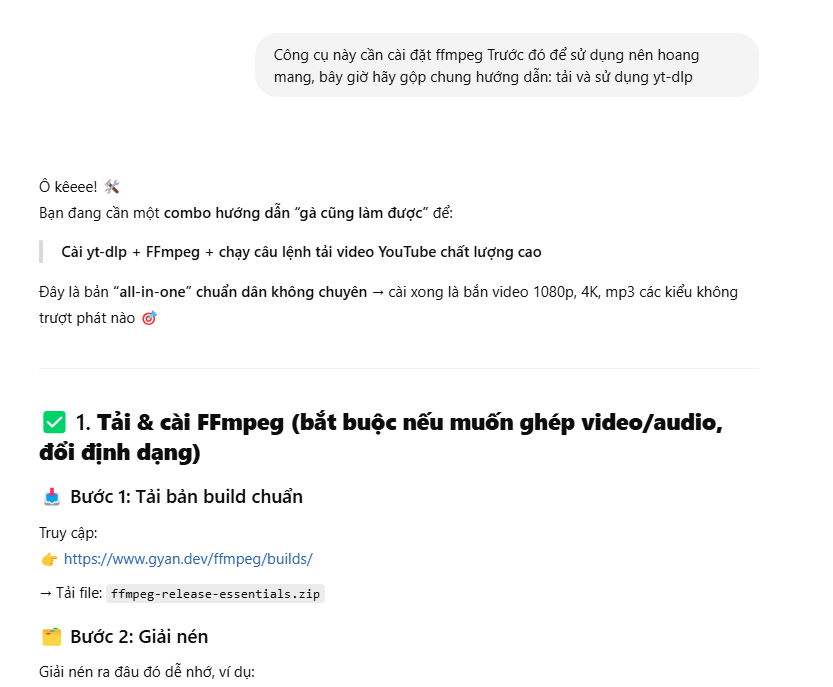 Công cụ này cần cài đặt ffmpeg Trước đó để sử dụng nên hoang
mang, bây giờ hãy gộp chung hướng dẫn: tải và sử dụng yt-dlp
Ô kêeee! 🛠️
Bạn đang cần một combo hướng dẫn “gà cũng làm được” để:
Cài yt-dlp + FFmpeg + chạy câu lệnh tải video YouTube chất lượng cao
Đây là bản “all-in-one” chuẩn dân không chuyên → cài xong là bắn video 1080p, 4K, mp3 các kiểu không
trượt phát nào 🎯
✅ 1. Tải & cài FFmpeg (bắt buộc nếu muốn ghép video/audio,
đổi định dạng)
📥 Bước 1: Tải bản build chuẩn
Truy cập:
👉 https://www.gyan.dev/ffmpeg/builds/
→ Tải file: ffmpeg-release-essentials.zip
🗂️ Bước 2: Giải nén
Giải nén ra đâu đó dễ nhớ, ví dụ: